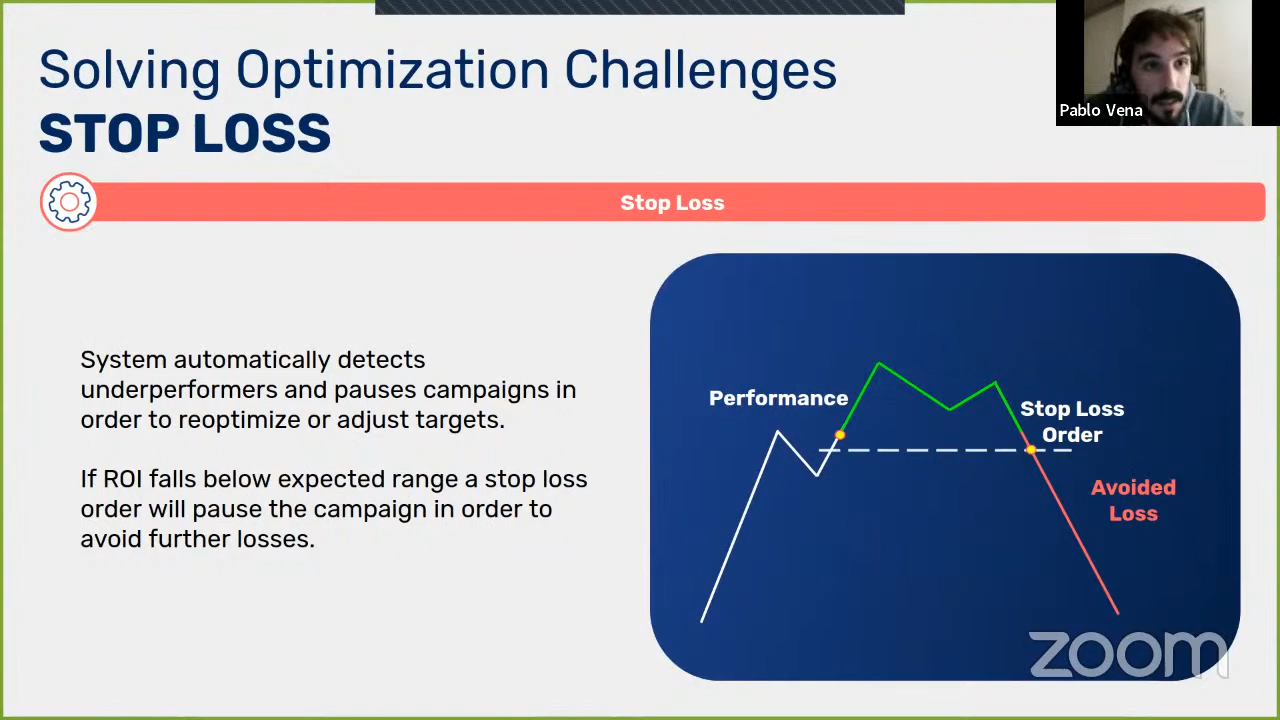 Solving Optimization Challenges
STOP LOSS
Pablo Vena
Stop Loss
System automatically detects
underperformers and pauses campaigns in
order to reoptimize or adjust targets.
If ROI falls below expected range a stop loss
order will pause the campaign in order to
avoid further losses.
Performance
Stop Loss
Order
Avoided
Loss
zoom